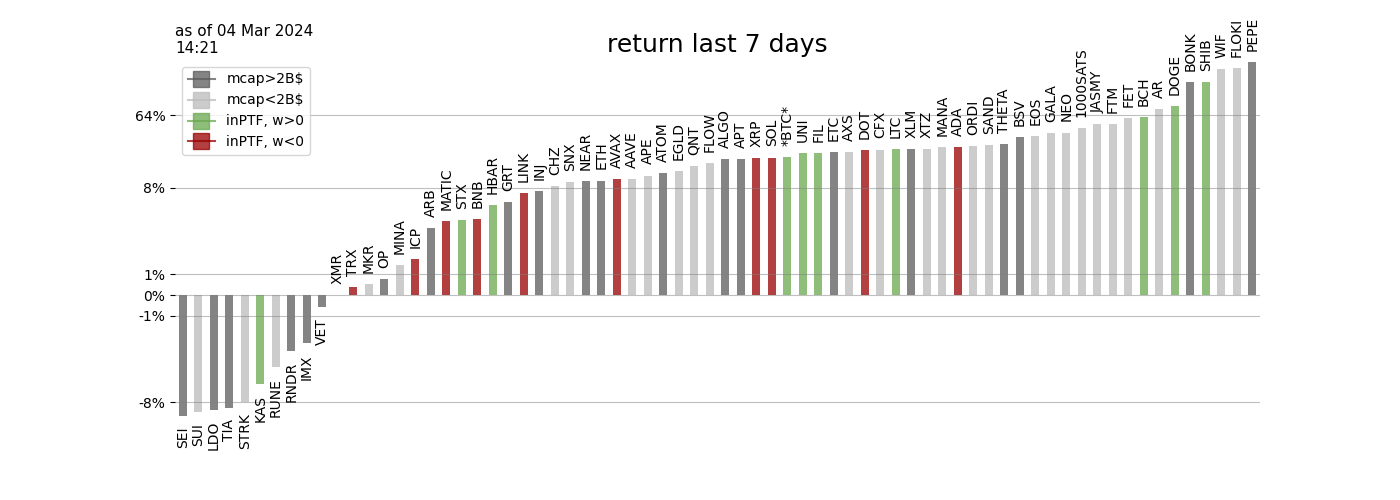 as of 04 Mar 2024
14:21
return last 7 days
mcap>2B$
mcap<2B$
inPTF, w>0
inPTF, w<0
64%
8%
1%
0%
-1%
-8%
SEI
SUI
LDO
TIA
STRK
KAS
RUNE
RNDR
IMX
VET
XMR
TRX
MKR
OP
MINA
ICP
ARB
MATIC
STX
BNB
HBAR
GRT
LINK
INJ
CHZ
SNX
NEAR
ETH
AVAX
AAVE
APE
ATOM
EGLD
QNT
FLOW
ALGO
APT
XRP
SOL
*BTC*
UNI
FIL
ETC
AXS
DOT
CFX
LTC
XLM
XTZ
MANA
ADA
ORDI
SAND
THETA
BSV
EOS
GALA
NEO
1000SATS
JASMY
FTM
FET
BCH
AR
DOGE
BONK
SHIB
WIF
FLOKI
PEPE